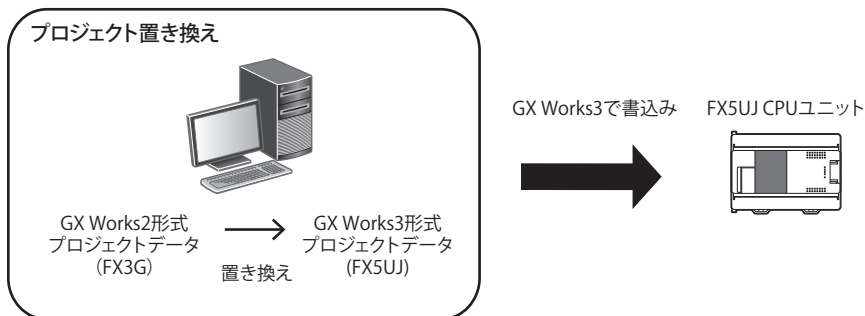 プロジェクト置き換え
GX Works2形式
プロジェクトデータ
（FX3G）
置き換え
GX Works3形式
プロジェクトデータ
(FX5UJ)
GX Works3で書込み
FX5UJ CPUユニット